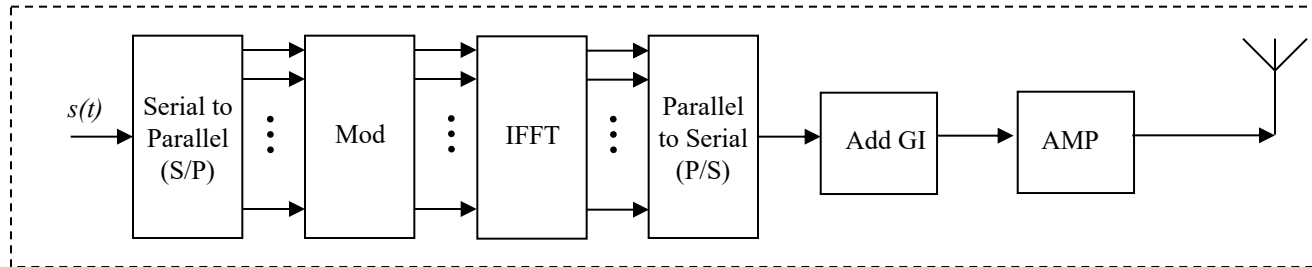 s(t)
Serial to
Parallel
(S/P)
Mod
IFFT
Parallel
to Serial
(P/S)
Add GI
AMP